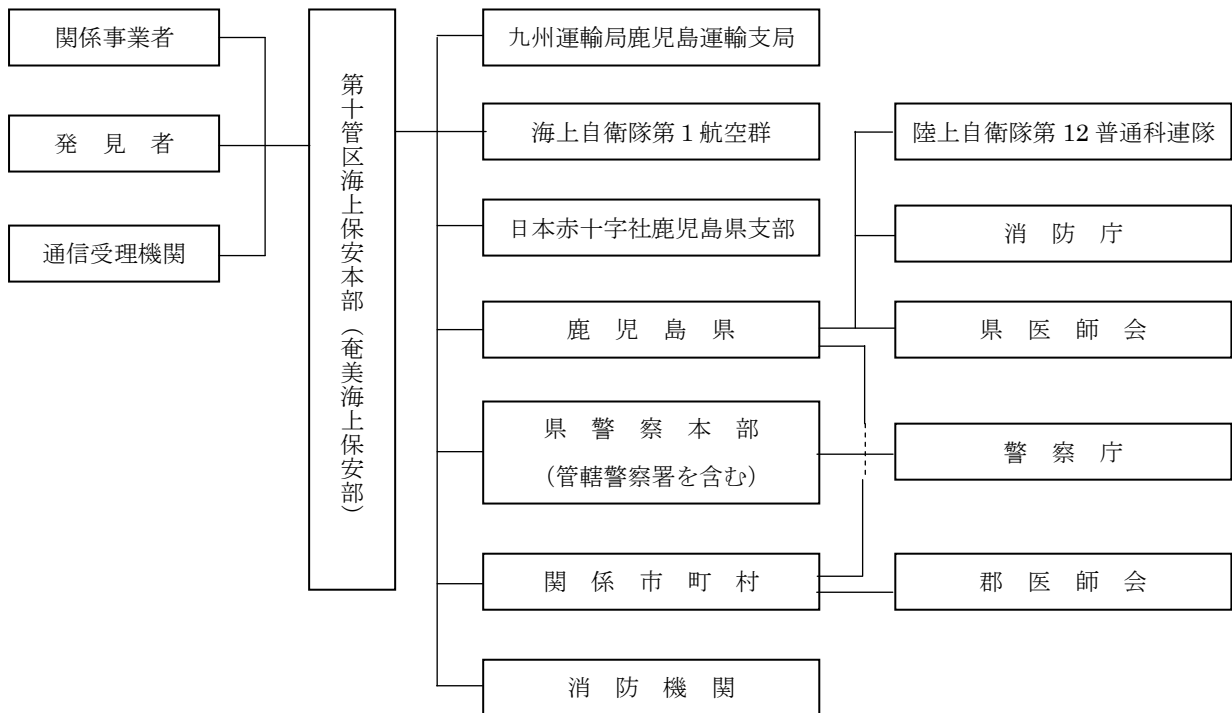 関係事業者
発見者
通信受理機関
第十管区海上保安本部（奄美海上保安部）
九州運輸局鹿児島運輸支局
海上自衛隊第1航空群
日本赤十字社鹿児島県支部
鹿児島県
県警察本部
(管轄警察署を含む)
関係市町村
消防機関
陸上自衛隊第12普通科連隊
消防庁
県医師会
警察庁
郡医師会